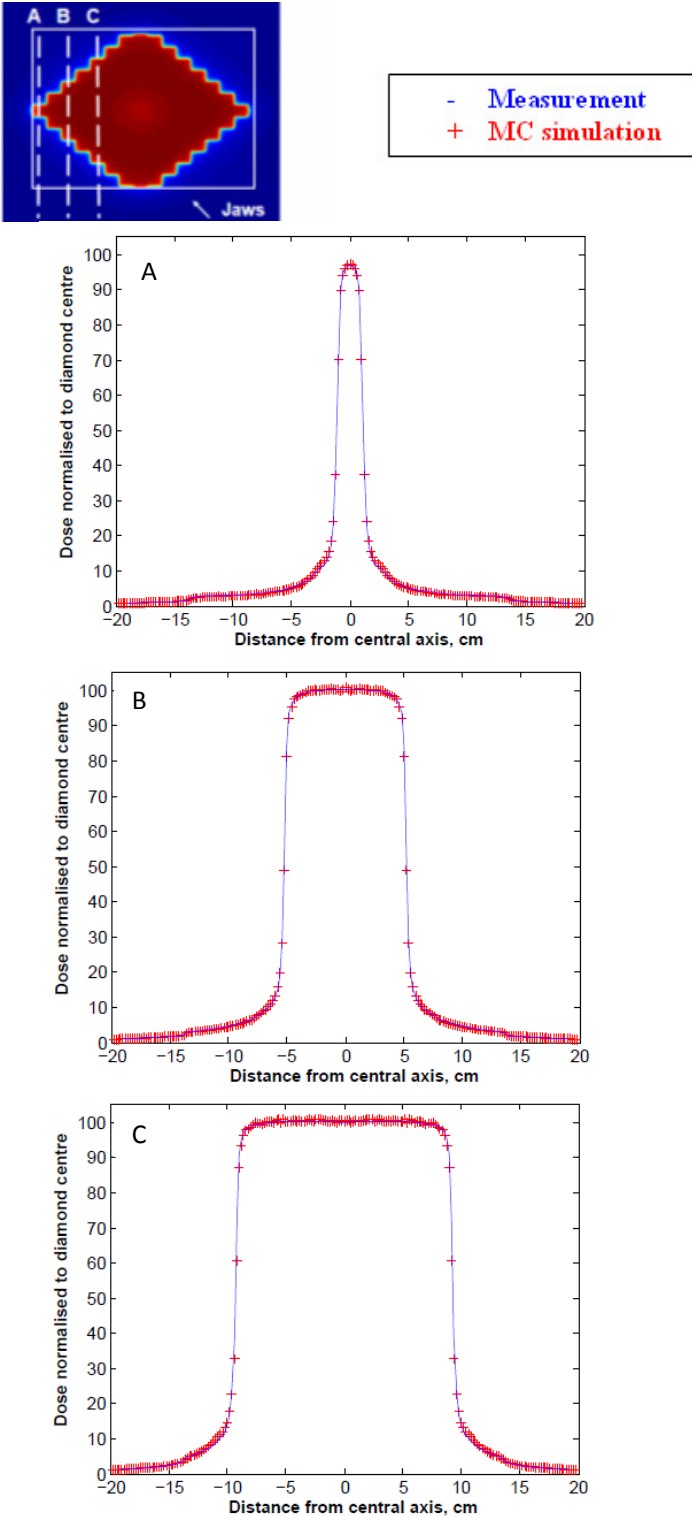 A B C
Jaws
- Measurement
+ MC simulation
A
Dose normalised to diamond centre
100
90
80
70
60
50
40
30
20
10
0
−20 −15 −10 −5 0 5 10 15 20
Distance from central axis, cm
B
Dose normalised to diamond centre
100
90
80
70
60
50
40
30
20
10
0
−20 −15 −10 −5 0 5 10 15 20
Distance from central axis, cm
C
Dose normalised to diamond centre
100
90
80
70
60
50
40
30
20
10
0
−20 −15 −10 −5 0 5 10 15 20
Distance from central axis, cm